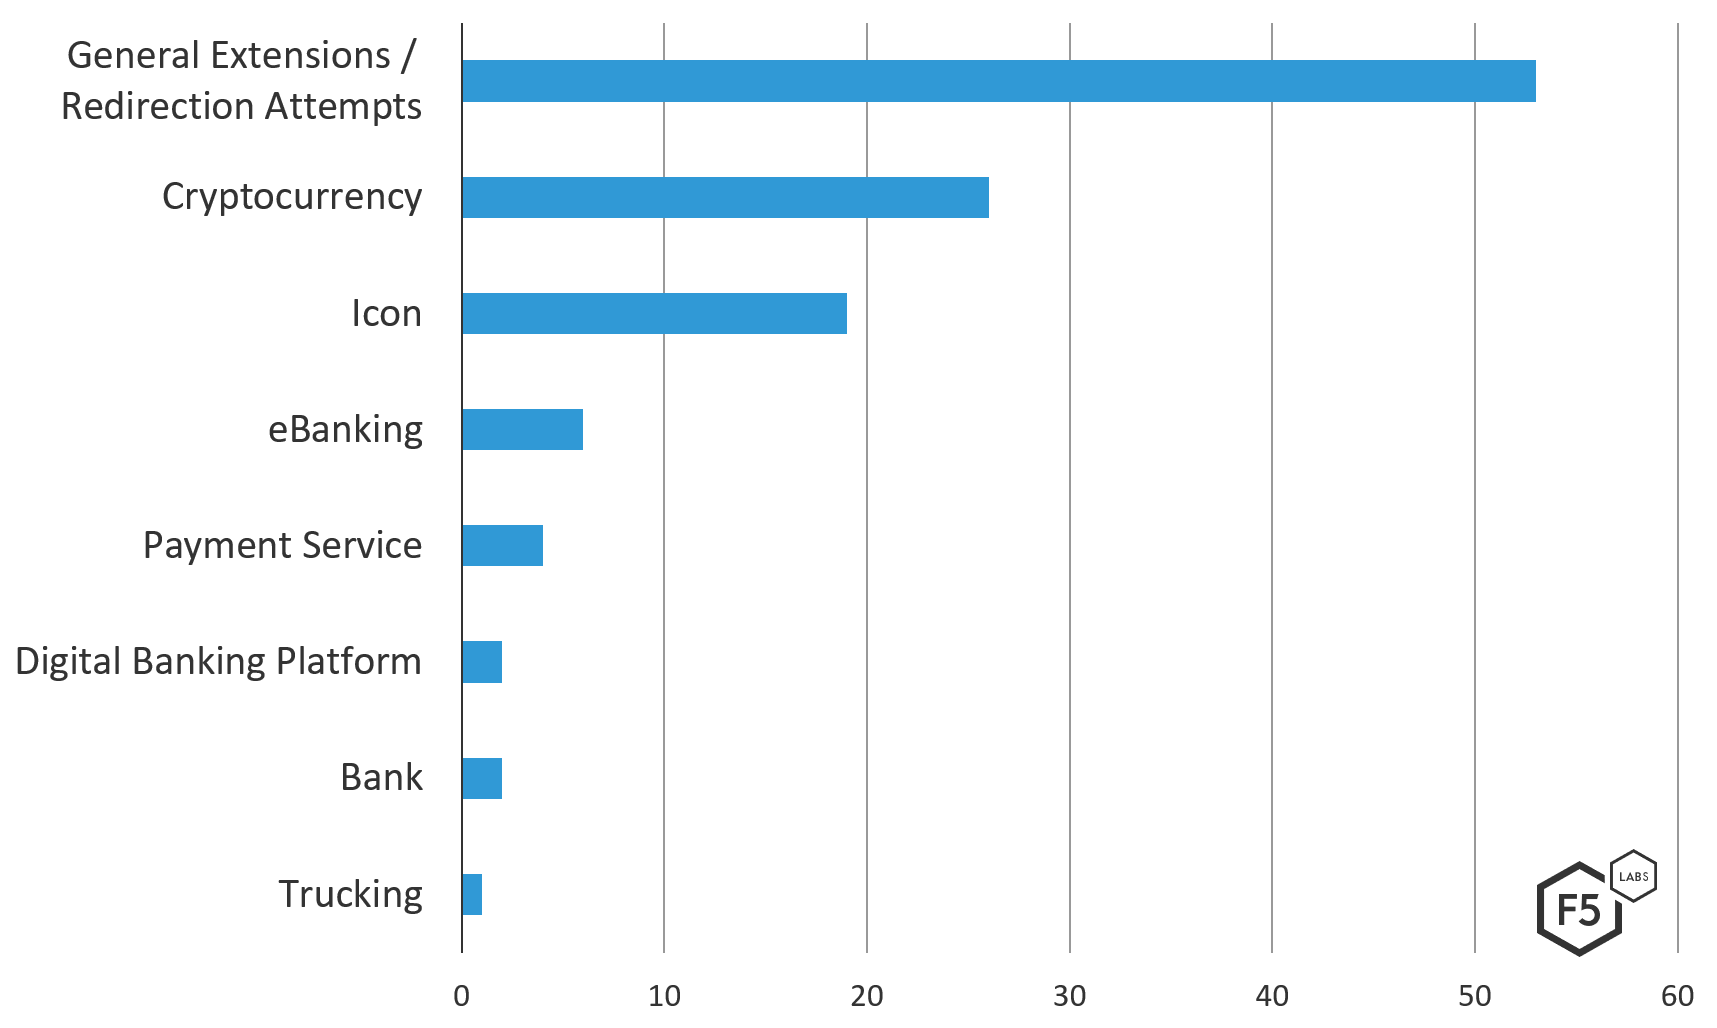 General Extensions /
Redirection Attempts
Cryptocurrency
Icon
eBanking
Payment Service
Digital Banking Platform
Bank
Trucking
LABS
F5
0 10 20 30 40 50 60